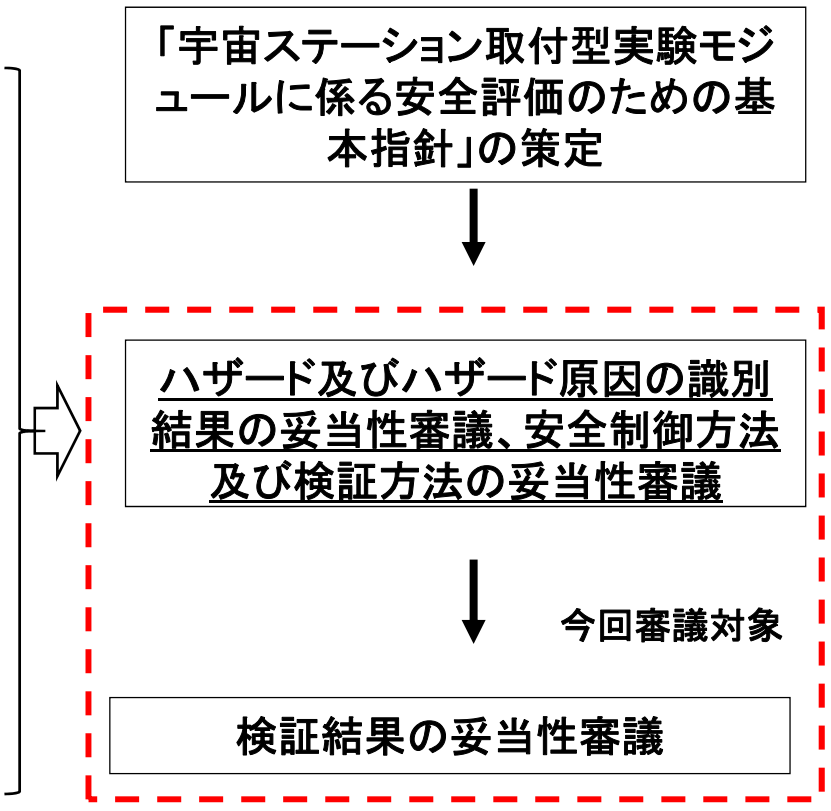 「宇宙ステーション取付型実験モジ
ュールに係る安全評価のための基
本指針」の策定
ハザード及びハザード原因の識別
結果の妥当性審議、安全制御方法
及び検証方法の妥当性審議
今回審議対象
検証結果の妥当性審議